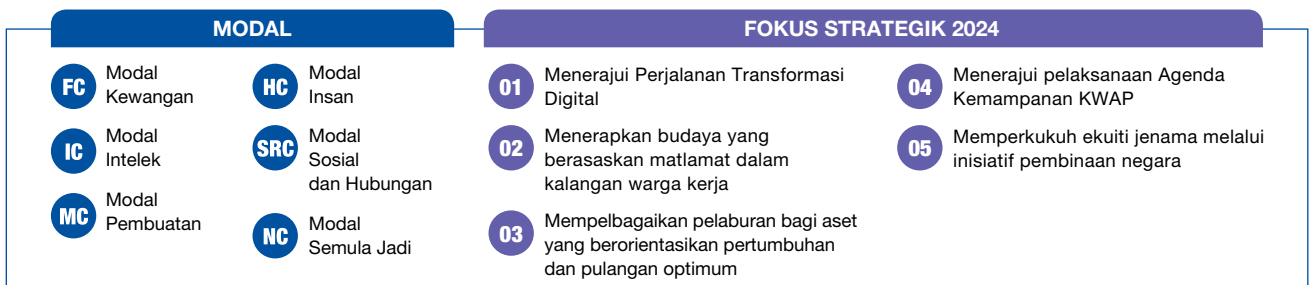 MODAL
FC
Modal
Kewangan
IC
Modal
Intelek
MC
Modal
Pembuatan
HC
Modal
Insan
SRC
Modal
Sosial
dan Hubungan
NC
Modal
Semula Jadi
FOKUS STRATEGIK 2024
01
Menerajui Perjalanan Transformasi
Digital
02
Menerapkan budaya yang
berasaskan matlamat dalam
kalangan warga kerja
03
Mempelbagaikan pelaburan bagi aset
yang berorientasikan pertumbuhan
dan pulangan optimum
04
Menerajui pelaksanaan Agenda
Kemampanan KWAP
05
Memperkukuh ekuiti jenama melalui
inisiatif pembinaan negara